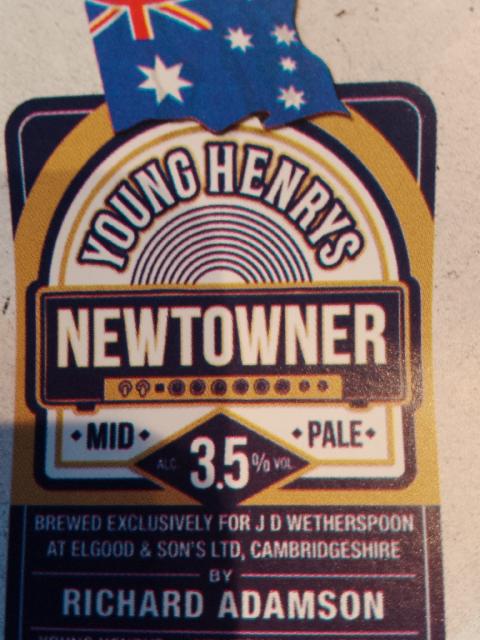 YOUNG HENRYS
NEWTOWNER
MID PALE
ALC 3.5% VOL
BREWED EXCLUSIVELY FOR J D WETHERSPOON
AT ELGOOD & SON'S LTD, CAMBRIDGESHIRE
BY
RICHARD ADAMSON